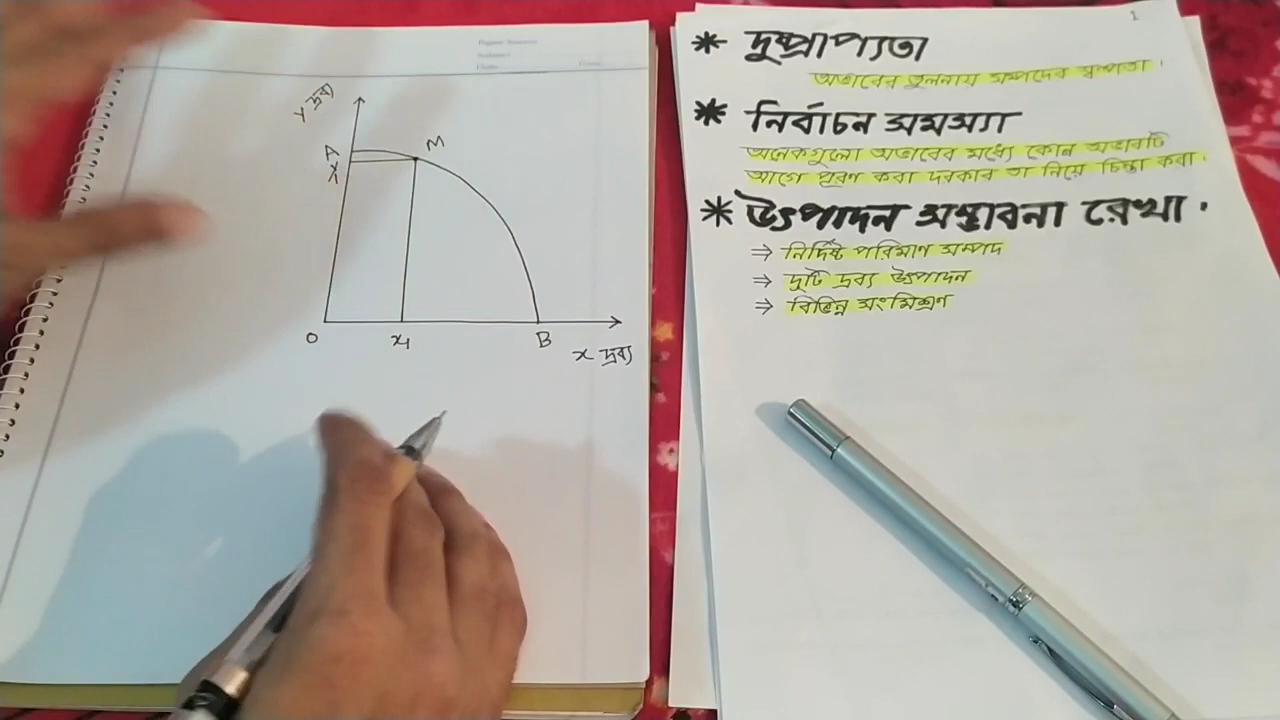 Y দ্রব্য
A
M
Y
O
x₁
B
x দ্রব্য
1
* দুষ্প্রাপ্যতা
অভাবের তুলনায় সম্পদের স্বল্পতা।
* নির্বাচন সমস্যা
অনেকগুলো অভাবের মধ্যে কোন অভাবটি
আগে পূরণ করা দরকার তা নিয়ে চিন্তা করা।
* উৎপাদন সম্ভাবনা রেখা।
⇒ নির্দিষ্ট পরিমাণ সম্পদ
⇒ দুটি দ্রব্য উৎপাদন
⇒ বিভিন্ন সংমিশ্রণ